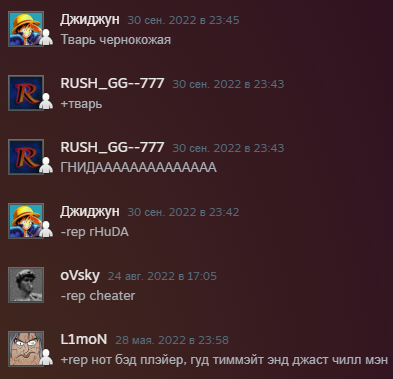 Джиджун 30 сен. 2022 в 23:45
Тварь чернокожая
RUSH_GG--777 30 сен. 2022 в 23:43
+тварь
RUSH_GG--777 30 сен. 2022 в 23:43
ГНИДААААААААААААААА
Джиджун 30 сен. 2022 в 23:42
-rep rHuDA
oVsky 24 авг. 2022 в 17:05
-rep cheater
L1moN 28 мая. 2022 в 23:58
+rep нот бэд плэйер, гуд тиммэйт энд джаст чилл мэн